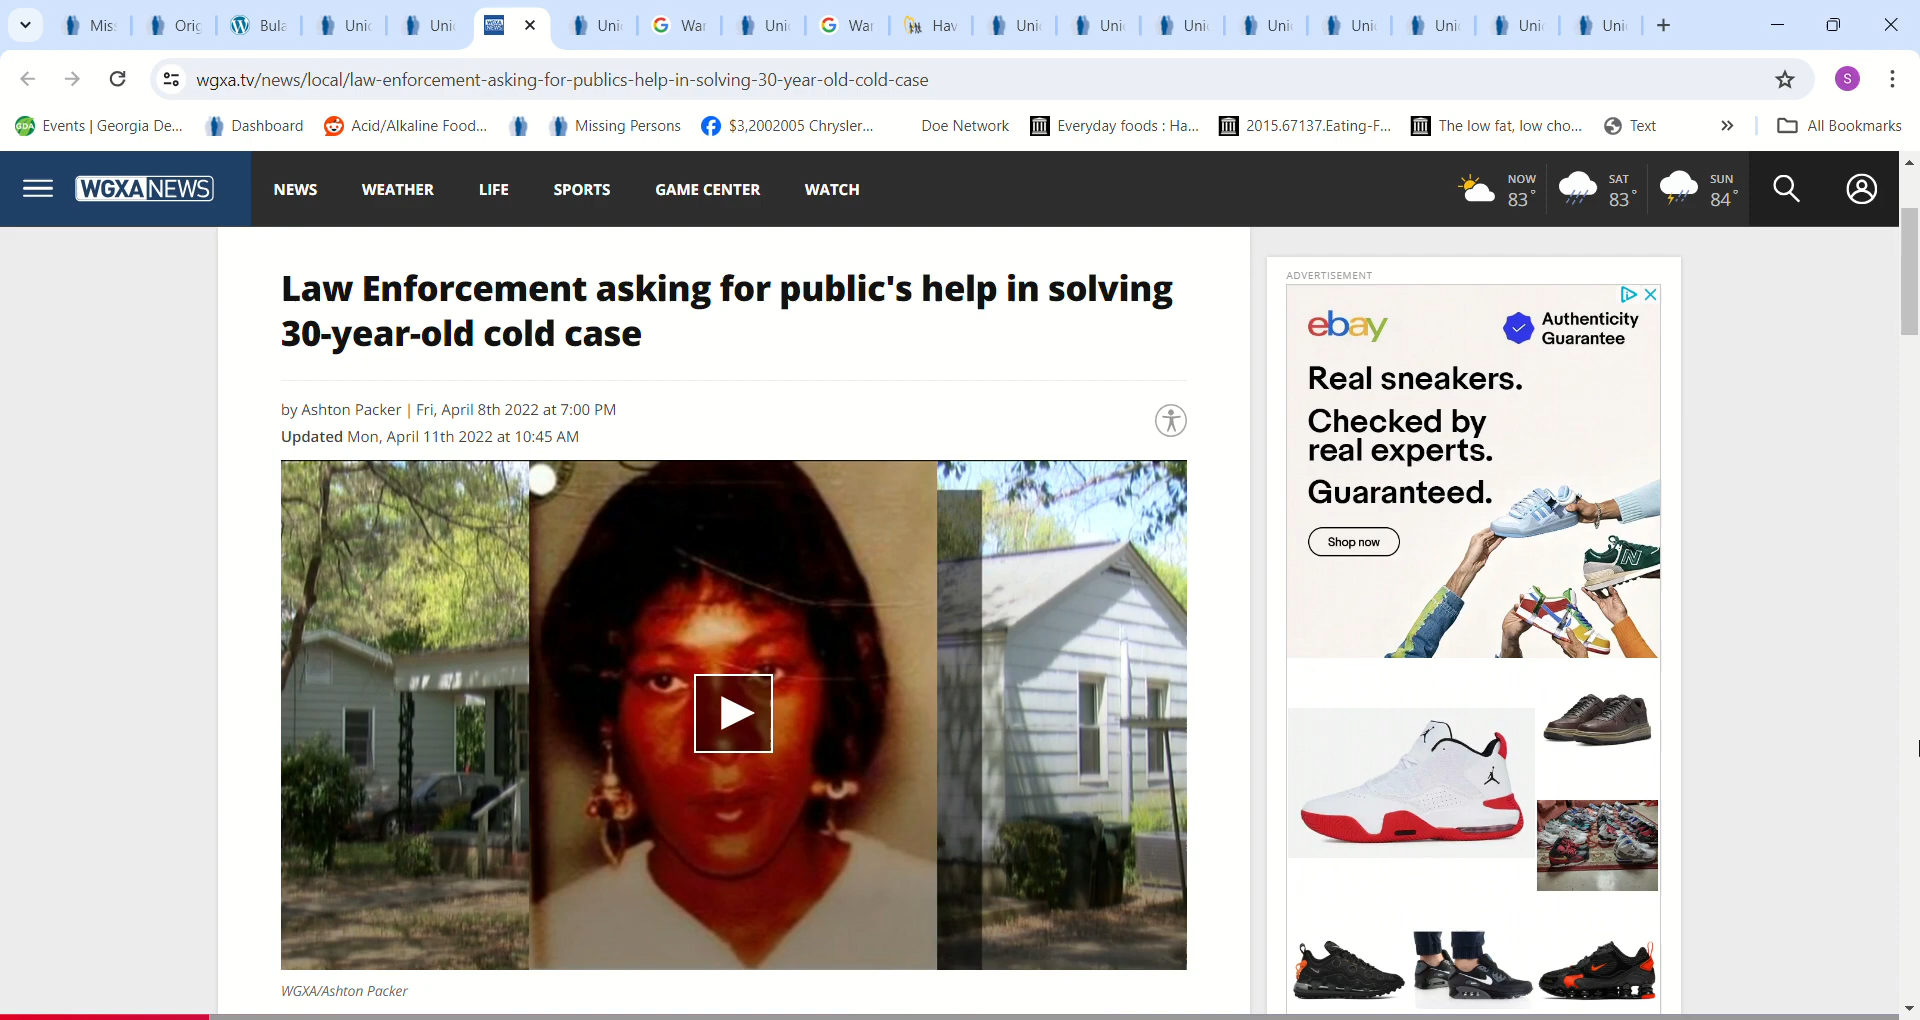 Miss
Orig
Bula
Unic
Unic
Unic
War
Unic
War
Hav
Unic
Unic
Unic
Unic
Unic
Unic
Unic
Unic
wgxa.tv/news/local/law-enforcement-asking-for-publics-help-in-solving-30-year-old-cold-case
S
Events | Georgia De...
Dashboard
Acid/Alkaline Food...
Missing Persons
$3,2002005 Chrysler...
Doe Network
Everyday foods : Ha...
2015.67137.Eating-F...
The low fat, low cho...
Text
»
All Bookmarks
WGXA NEWS
NEWS
WEATHER
LIFE
SPORTS
GAME CENTER
WATCH
NOW
83°
SAT
83°
SUN
84°
Law Enforcement asking for public's help in solving
30-year-old cold case
by Ashton Packer | Fri, April 8th 2022 at 7:00 PM
Updated Mon, April 11th 2022 at 10:45 AM
WGXA/Ashton Packer
ADVERTISEMENT
ebay
Authenticity
Guarantee
Real sneakers.
Checked by
real experts.
Guaranteed.
Shop now